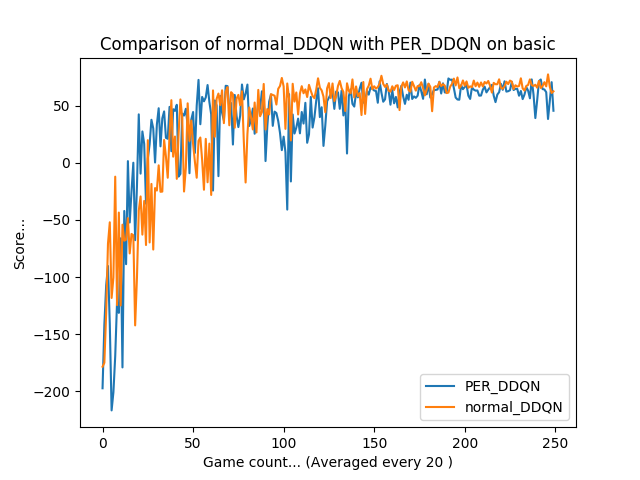 Comparison of normal_DDQN with PER_DDQN on basic
50
0
−50
−100
−150
−200
Score...
0 50 100 150 200 250
Game count... (Averaged every 20 )
PER_DDQN
normal_DDQN